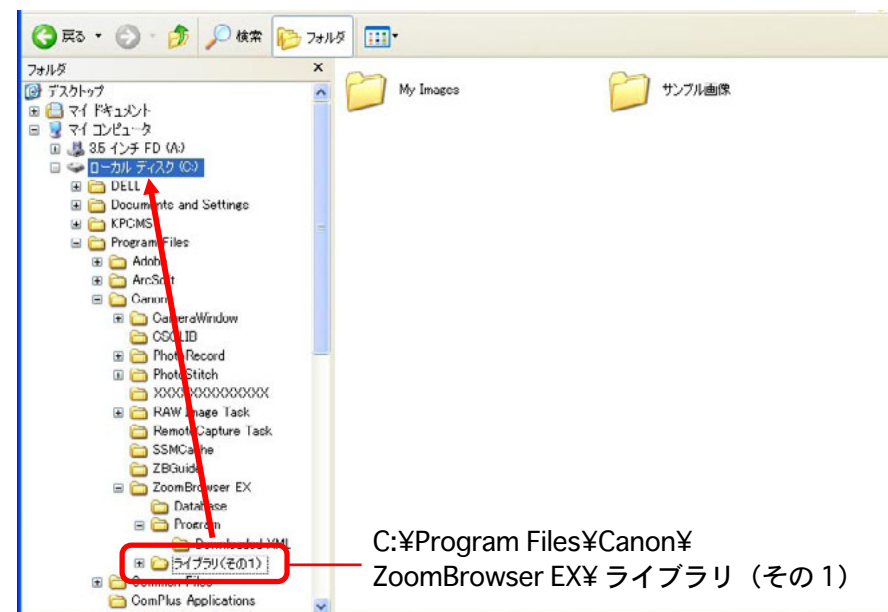 戻る
検索
フォルダ
フォルダ
×
My Images
サンプル画像
デスクトップ
マイ ドキュメント
マイ コンピュータ
3.5 インチ FD (A:)
ローカル ディスク (C:)
DELL
Documents and Settings
KPCMS
Program Files
Adobe
ArcSoft
Canon
CameraWindow
CSCLIB
PhotoRecord
PhotoStitch
XXXXXXXXXXXXXX
RAW Image Task
RemoteCapture Task
SSMCache
ZBGuide
ZoomBrowser EX
Database
Program
Downloaded XML
ライブラリ(その1)
Common Files
ComPlus Applications
C:¥Program Files¥Canon¥
ZoomBrowser EX¥ ライブラリ（その 1）